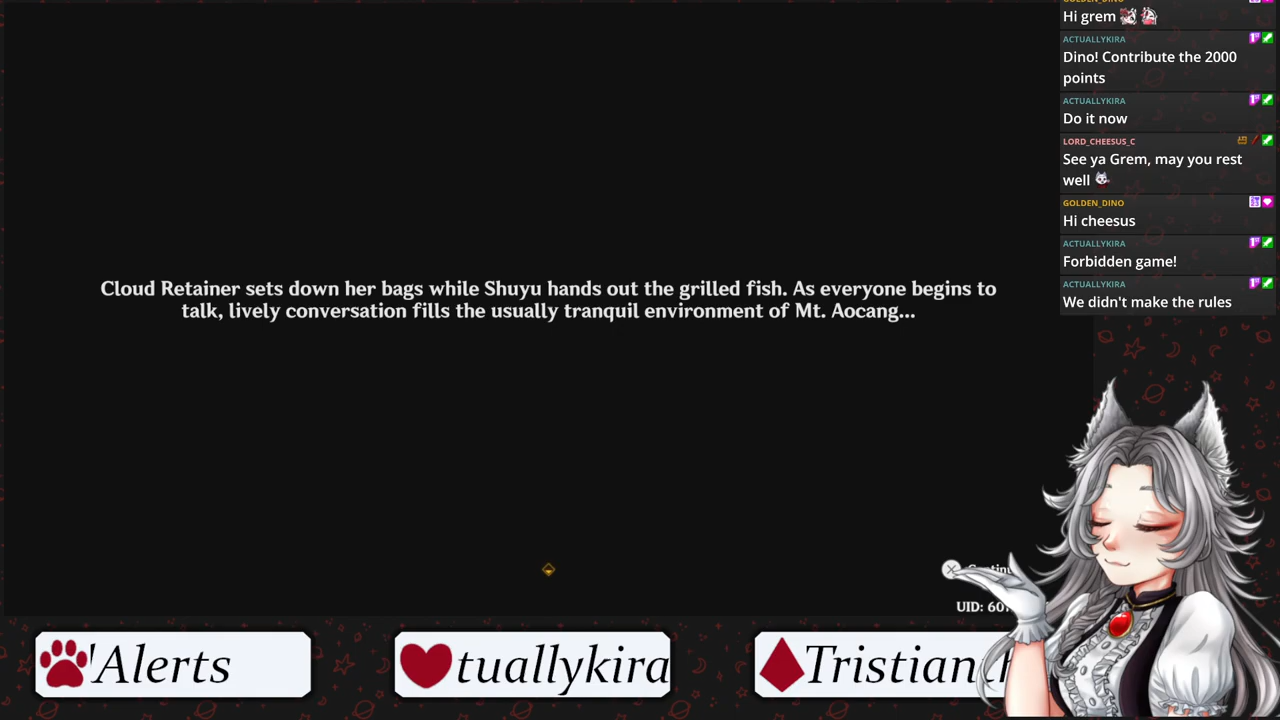 Hi grem
ACTUALLYKIRA
Dino! Contribute the 2000
points
ACTUALLYKIRA
Do it now
LORD_CHEESUS_C
See ya Grem, may you rest
well
GOLDEN_DINO
Hi cheesus
ACTUALLYKIRA
Forbidden game!
ACTUALLYKIRA
We didn't make the rules
Cloud Retainer sets down her bags while Shuyu hands out the grilled fish. As everyone begins to
talk, lively conversation fills the usually tranquil environment of Mt. Aocang...
UID: 60
Alerts
tuallykira
Tristian